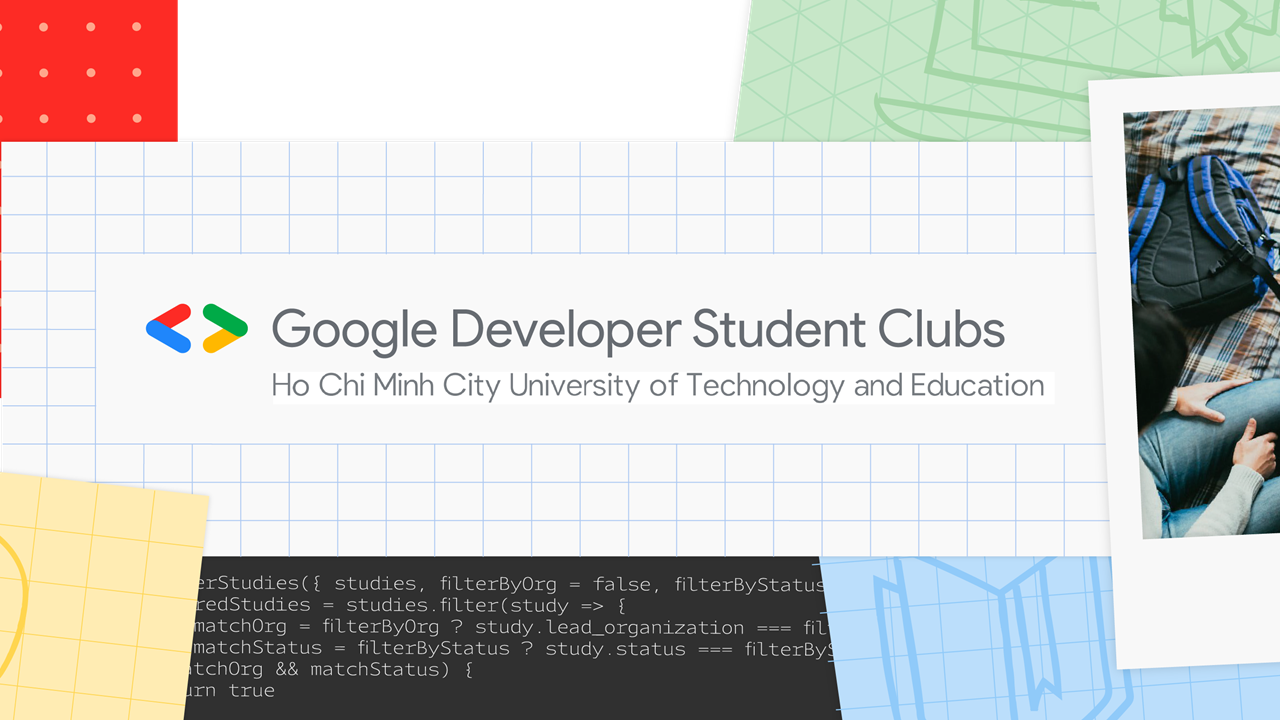 Google Developer Student Clubs
Ho Chi Minh City University of Technology and Education
erStudies({ studies, filterByOrg = false, filterByStatus
redStudies = studies.filter(study => {
matchOrg = filterByOrg ? study.lead_organization === fil
matchStatus = filterByStatus ? study.status === filterByS
atchOrg && matchStatus) {
urn true